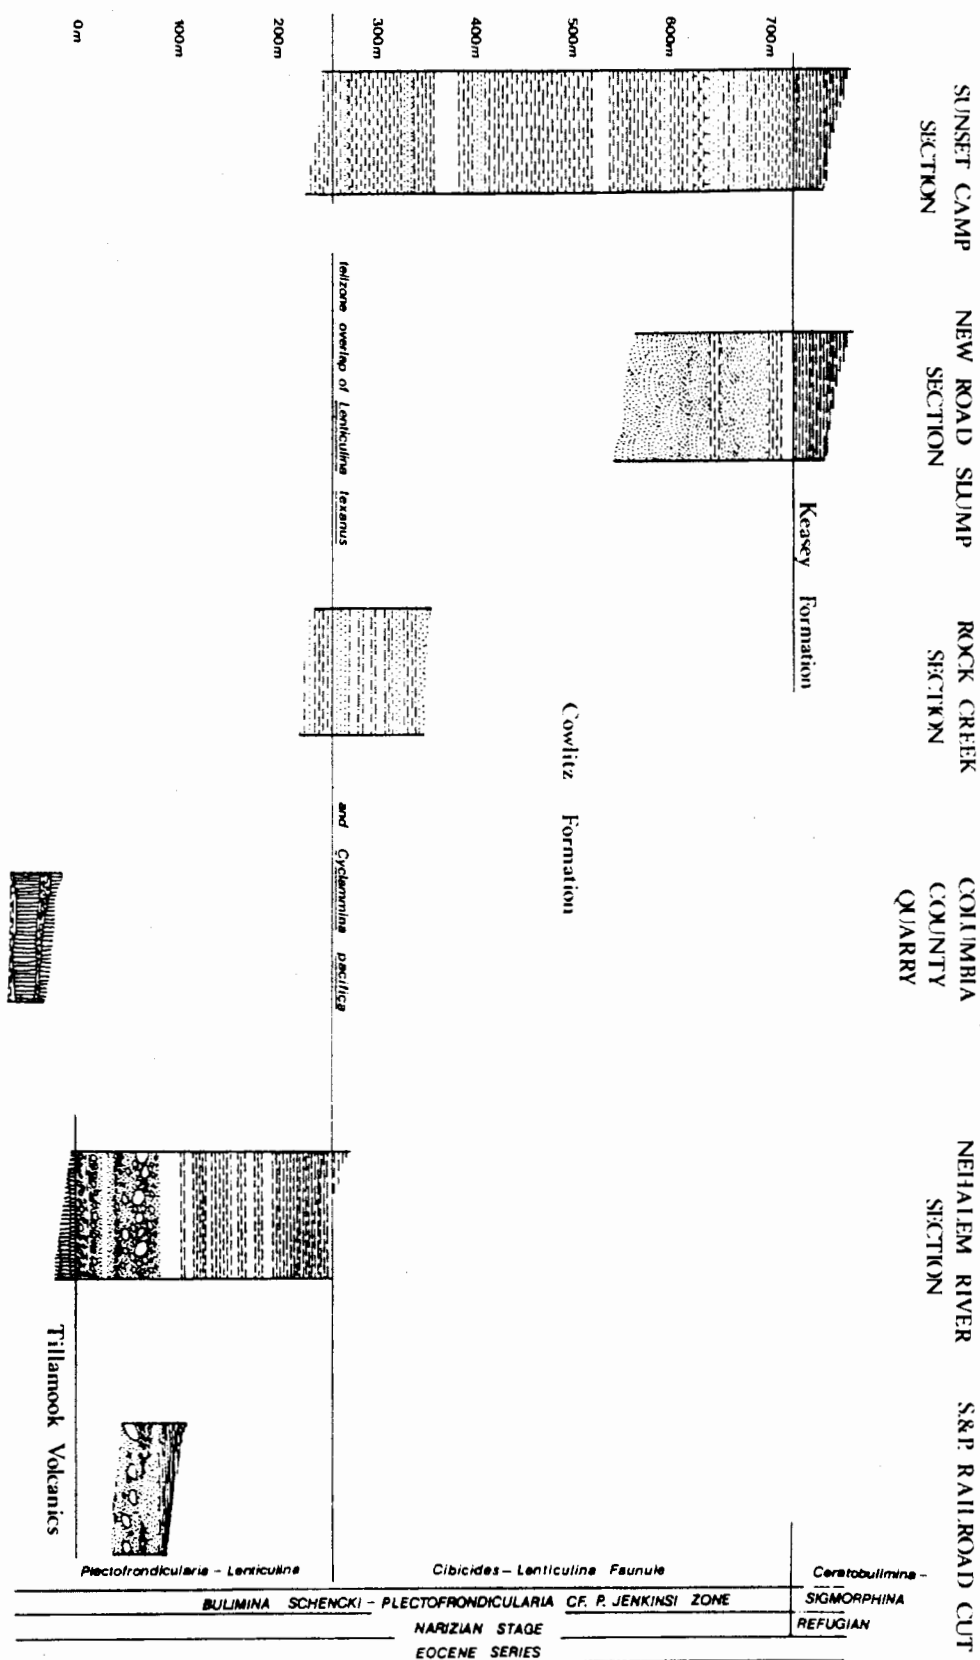 SUNSET CAMP
SECTION
NEW ROAD SLUMP
SECTION
ROCK CREEK
SECTION
COLUMBIA
COUNTY
QUARRY
NEHALEM RIVER
SECTION
S.&P. RAILROAD CUT
700m
600m
500m
400m
300m
200m
100m
0m
Keasey Formation
Cowlitz Formation
teilzone overlap of Lenticulina texanus
and Cyclammina pacifica
Tillamook Volcanics
Plectofrondicularia - Lenticulina
Cibicides - Lenticulina Faunule
Ceratobulimina -
BULIMINA SCHENCKI - PLECTOFRONDICULARIA CF. P. JENKINSI ZONE
SIGMORPHINA
NARIZIAN STAGE
REFUGIAN
EOCENE SERIES